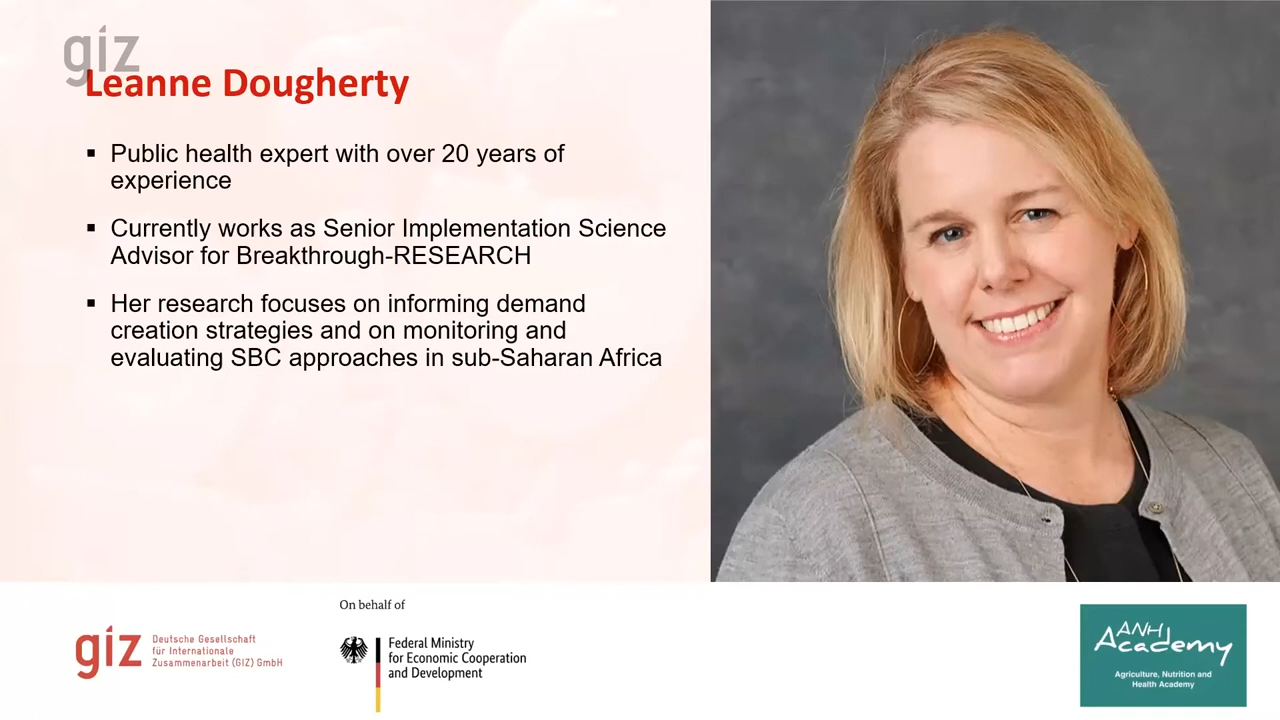 giz
Leanne Dougherty
▪ Public health expert with over 20 years of
experience
▪ Currently works as Senior Implementation Science
Advisor for Breakthrough-RESEARCH
▪ Her research focuses on informing demand
creation strategies and on monitoring and
evaluating SBC approaches in sub-Saharan Africa
giz
Deutsche Gesellschaft
für Internationale
Zusammenarbeit (GIZ) GmbH
On behalf of
Federal Ministry
for Economic Cooperation
and Development
ANH
Academy
Agriculture, Nutrition and
Health Academy